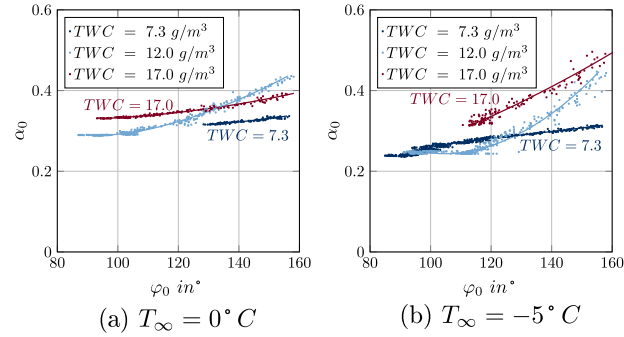 0.6
0.4
0.2
0
α₀
TWC = 7.3 g/m³
TWC = 12.0 g/m³
TWC = 17.0 g/m³
TWC = 17.0
TWC = 7.3
80 100 120 140 160
φ₀ in°
(a) T∞ = 0° C
0.6
0.4
0.2
0
α₀
TWC = 7.3 g/m³
TWC = 12.0 g/m³
TWC = 17.0 g/m³
TWC = 17.0
TWC = 7.3
80 100 120 140 160
φ₀ in°
(b) T∞ = −5° C